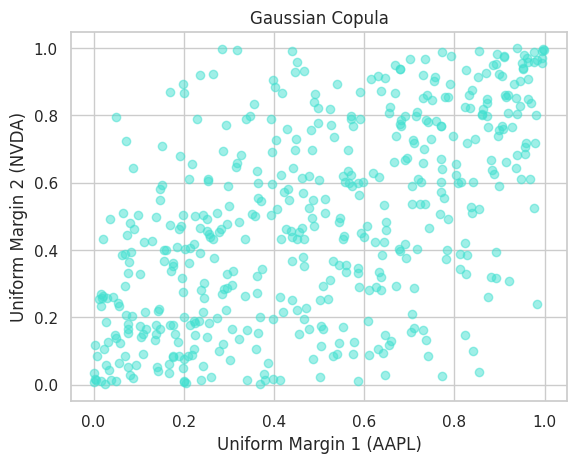 Gaussian Copula
1.0
0.8
0.6
0.4
0.2
0.0
Uniform Margin 2 (NVDA)
0.0 0.2 0.4 0.6 0.8 1.0
Uniform Margin 1 (AAPL)